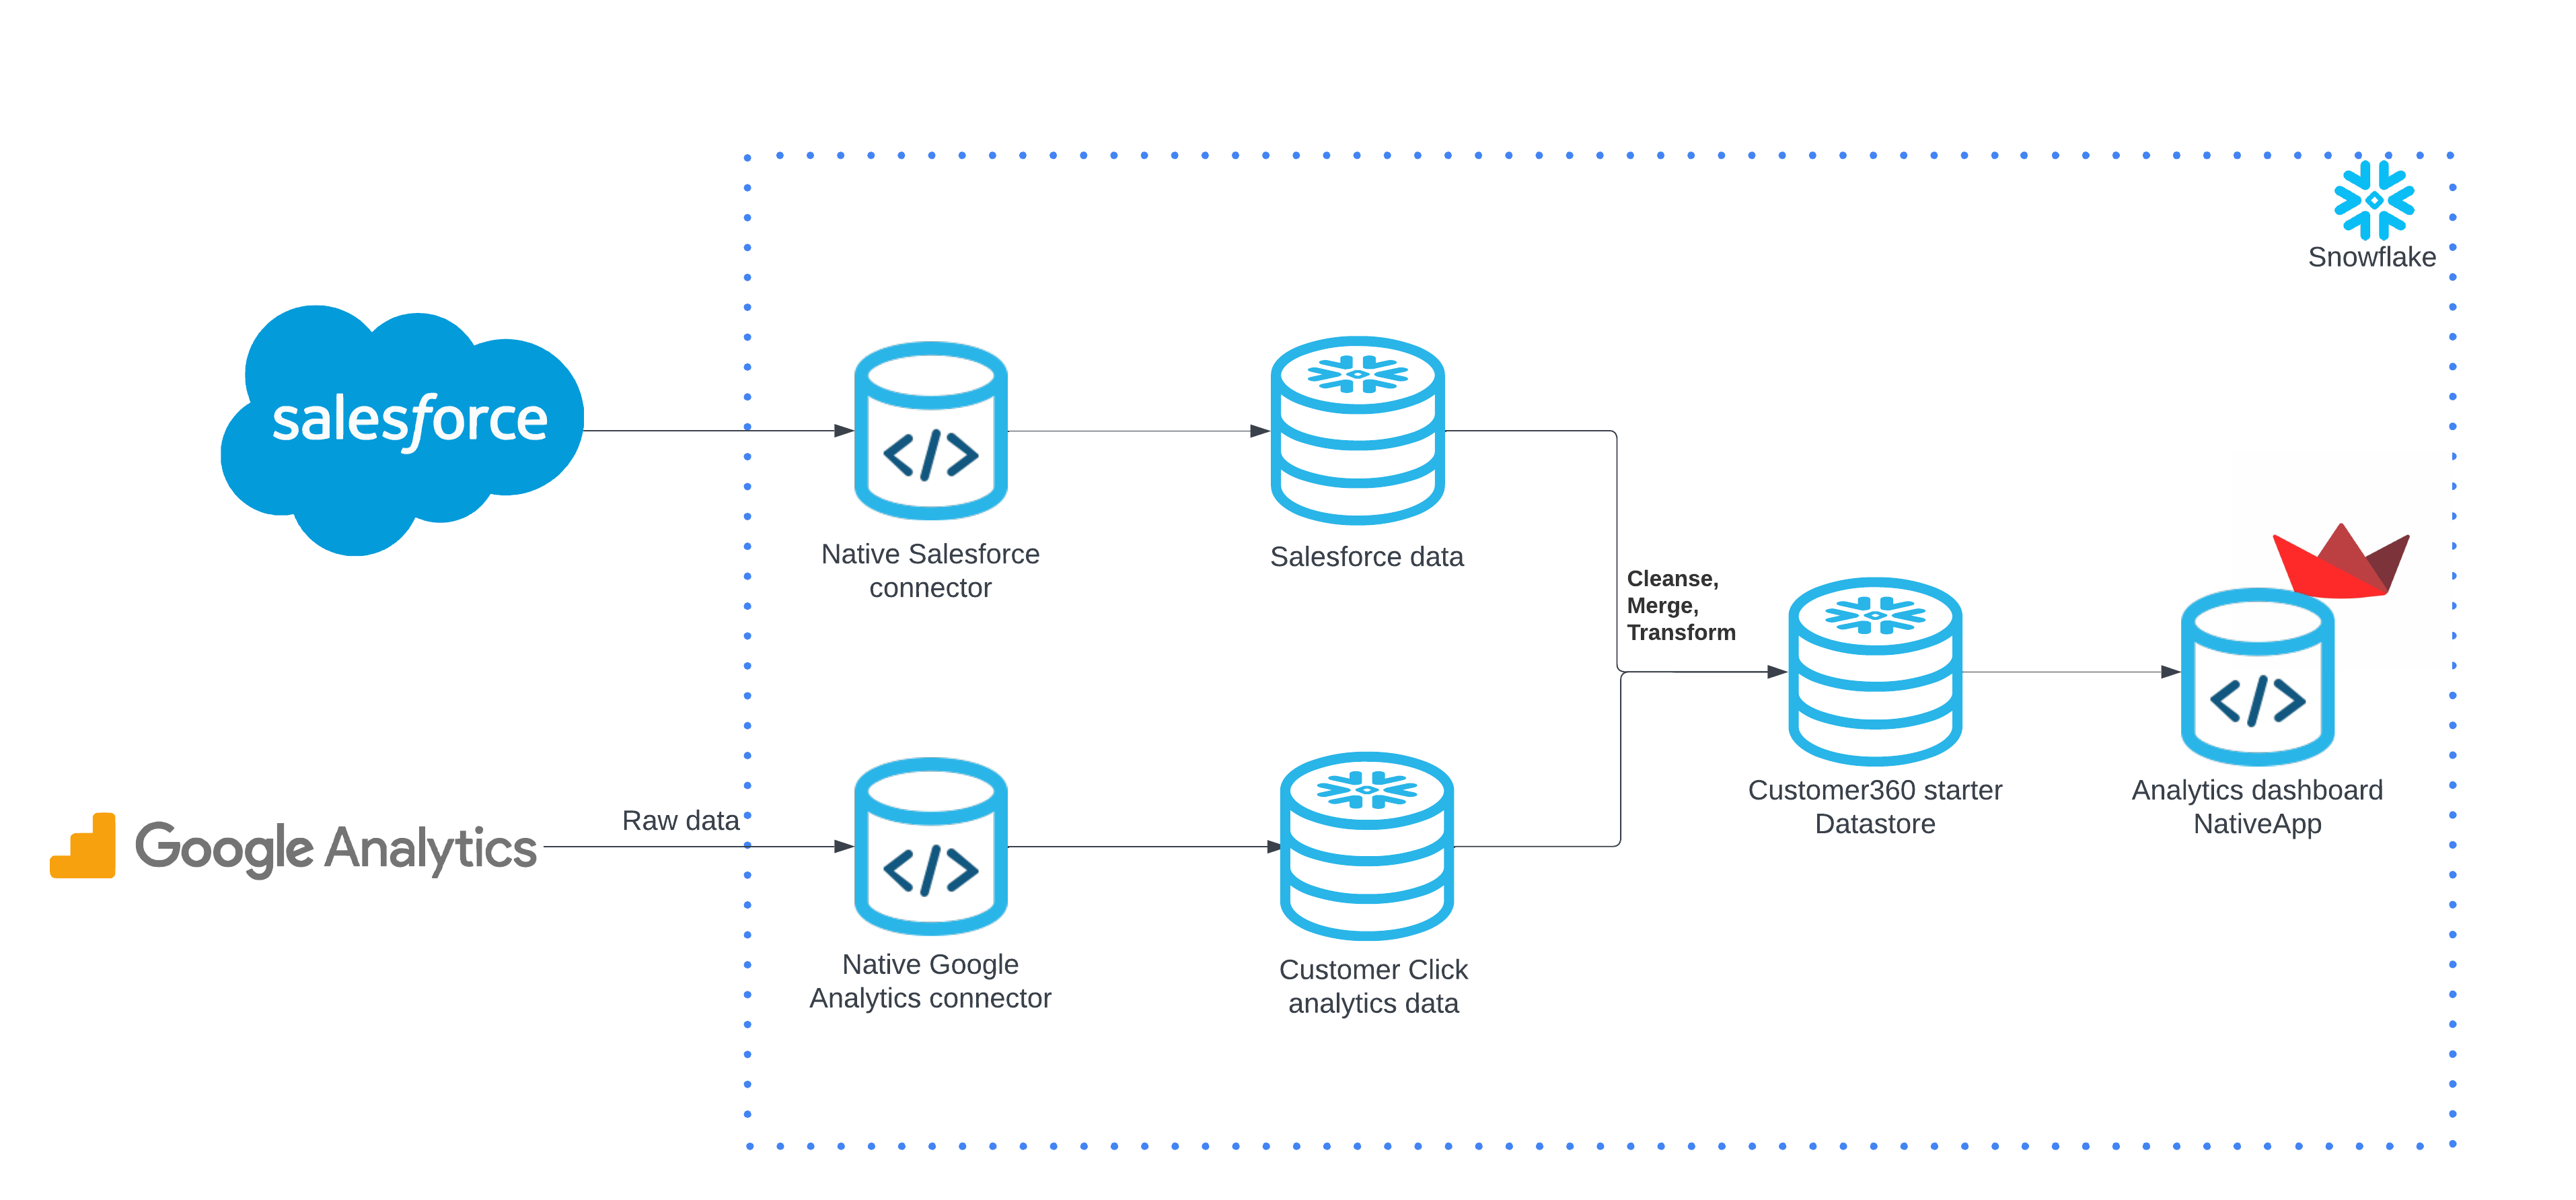 Snowflake
salesforce
Native Salesforce
connector
Salesforce data
Cleanse,
Merge,
Transform
Customer360 starter
Datastore
Analytics dashboard
NativeApp
Google Analytics
Raw data
Native Google
Analytics connector
Customer Click
analytics data